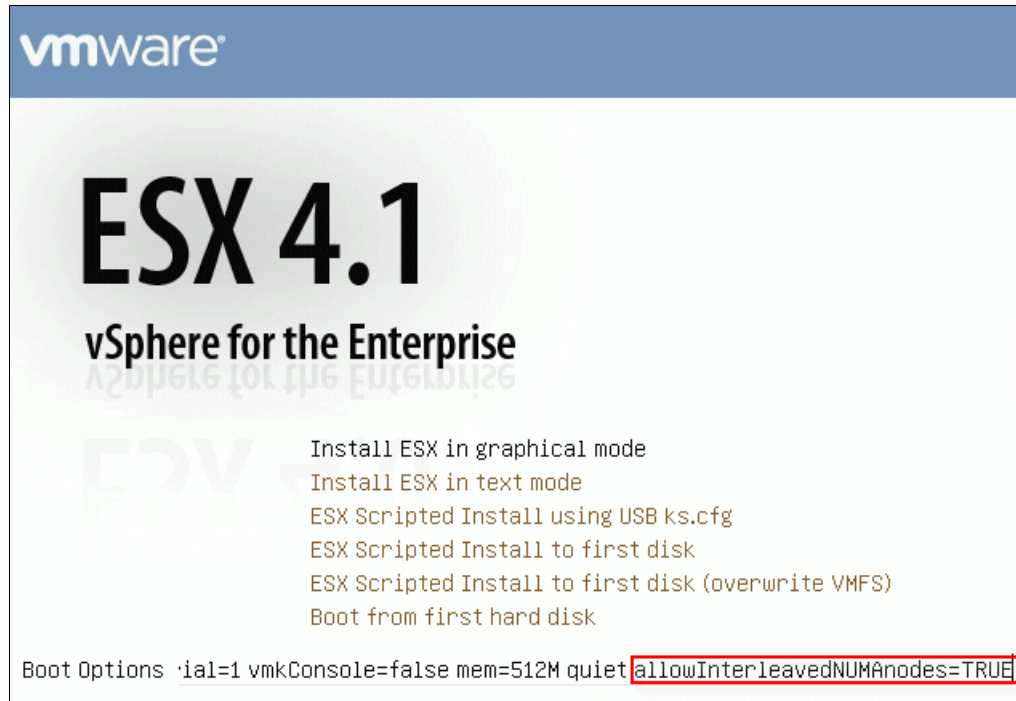 vmware®
ESX 4.1
vSphere for the Enterprise
Install ESX in graphical mode
Install ESX in text mode
ESX Scripted Install using USB ks.cfg
ESX Scripted Install to first disk
ESX Scripted Install to first disk (overwrite VMFS)
Boot from first hard disk
Boot Options ial=1 vmkConsole=false mem=512M quiet allowInterleavedNUMAnodes=TRUE